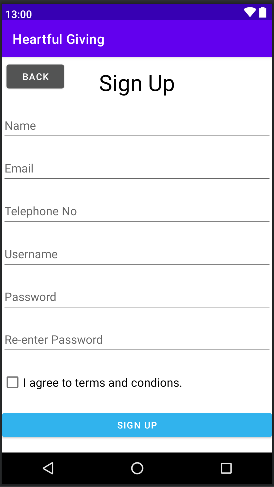 13:00
Heartful Giving
BACK
Sign Up
Name
Email
Telephone No
Username
Password
Re-enter Password
I agree to terms and condions.
SIGN UP